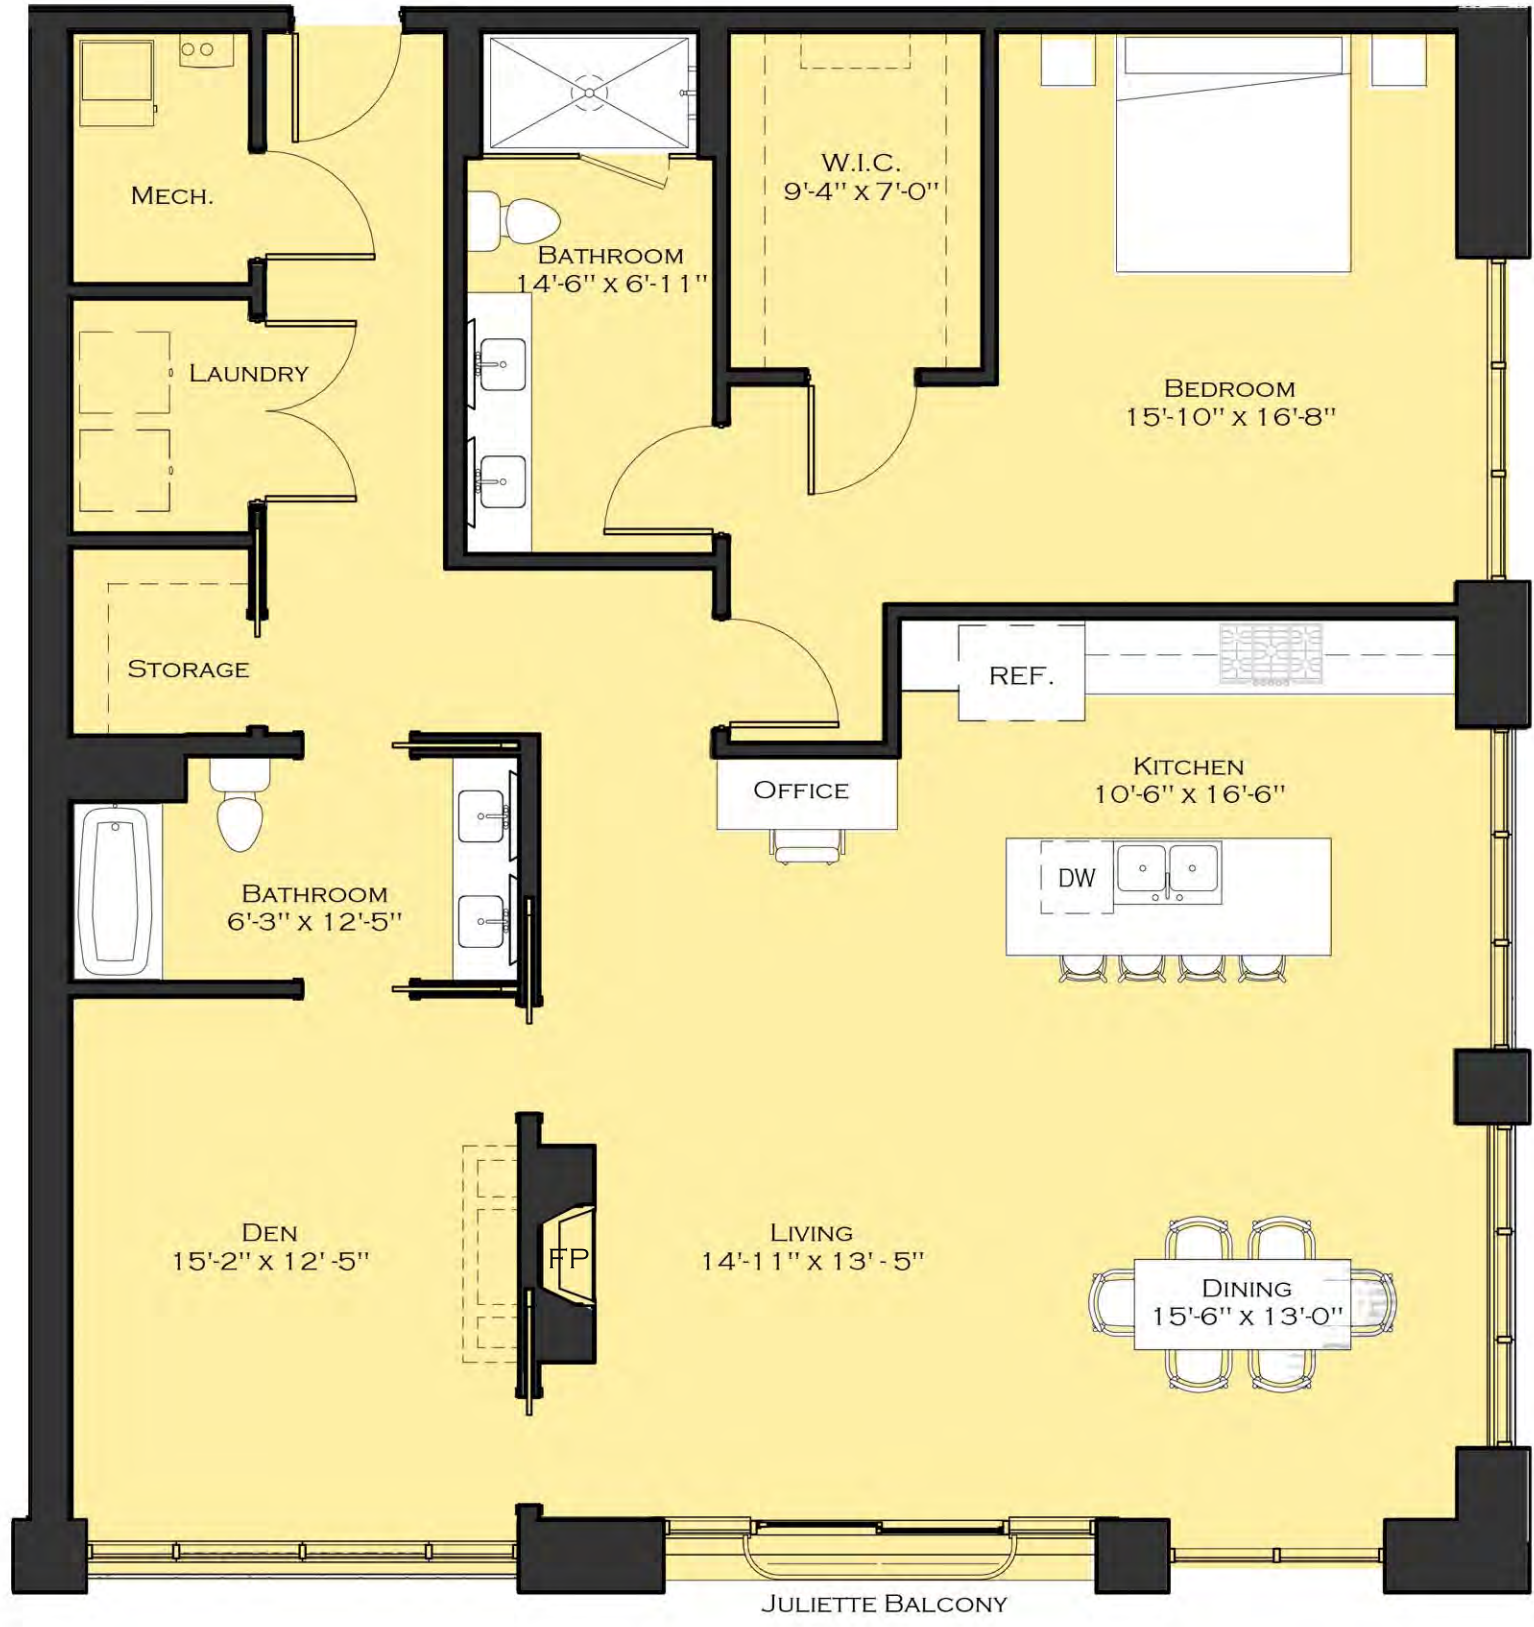 MECH.
W.I.C.
9'-4" X 7'-0"
BATHROOM
14'-6" X 6'-11"
LAUNDRY
BEDROOM
15'-10" X 16'-8"
STORAGE
REF.
OFFICE
KITCHEN
10'-6" X 16'-6"
DW
BATHROOM
6'-3" X 12'-5"
DEN
15'-2" X 12'-5"
FP
LIVING
14'-11" X 13'-5"
DINING
15'-6" X 13'-0"
JULIETTE BALCONY